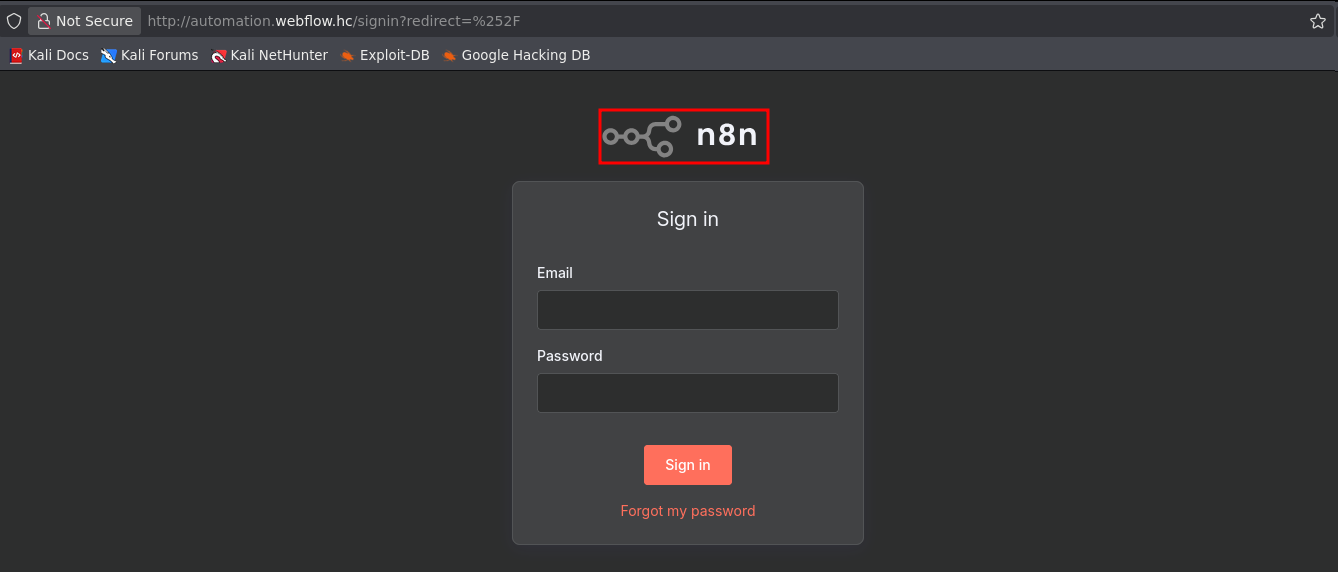 Not Secure http://automation.webflow.hc/signin?redirect=%252F
Kali Docs Kali Forums Kali NetHunter Exploit-DB Google Hacking DB
n8n
Sign in
Email
Password
Sign in
Forgot my password